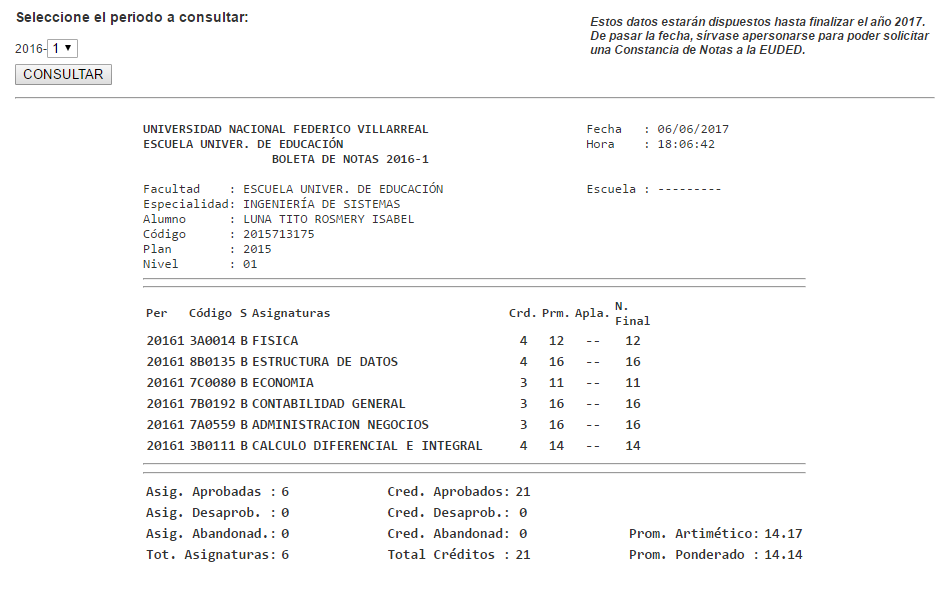 Seleccione el periodo a consultar:
Estos datos estarán dispuestos hasta finalizar el año 2017.
De pasar la fecha, sírvase apersonarse para poder solicitar
una Constancia de Notas a la EUDED.
2016- 1 ▼
CONSULTAR
UNIVERSIDAD NACIONAL FEDERICO VILLARREAL Fecha : 06/06/2017
ESCUELA UNIVER. DE EDUCACIÓN Hora : 18:06:42
BOLETA DE NOTAS 2016-1
Facultad : ESCUELA UNIVER. DE EDUCACIÓN Escuela : ---------
Especialidad: INGENIERÍA DE SISTEMAS
Alumno : LUNA TITO ROSMERY ISABEL
Código : 2015713175
Plan : 2015
Nivel : 01
Per Código S Asignaturas Crd. Prm. Apla. N. Final
20161 3A0014 B FISICA 4 12 -- 12
20161 8B0135 B ESTRUCTURA DE DATOS 4 16 -- 16
20161 7C0080 B ECONOMIA 3 11 -- 11
20161 7B0192 B CONTABILIDAD GENERAL 3 16 -- 16
20161 7A0559 B ADMINISTRACION NEGOCIOS 3 16 -- 16
20161 3B0111 B CALCULO DIFERENCIAL E INTEGRAL 4 14 -- 14
Asig. Aprobadas : 6 Cred. Aprobados: 21
Asig. Desaprob. : 0 Cred. Desaprob.: 0
Asig. Abandonad.: 0 Cred. Abandonad: 0 Prom. Artimético: 14.17
Tot. Asignaturas: 6 Total Créditos : 21 Prom. Ponderado : 14.14